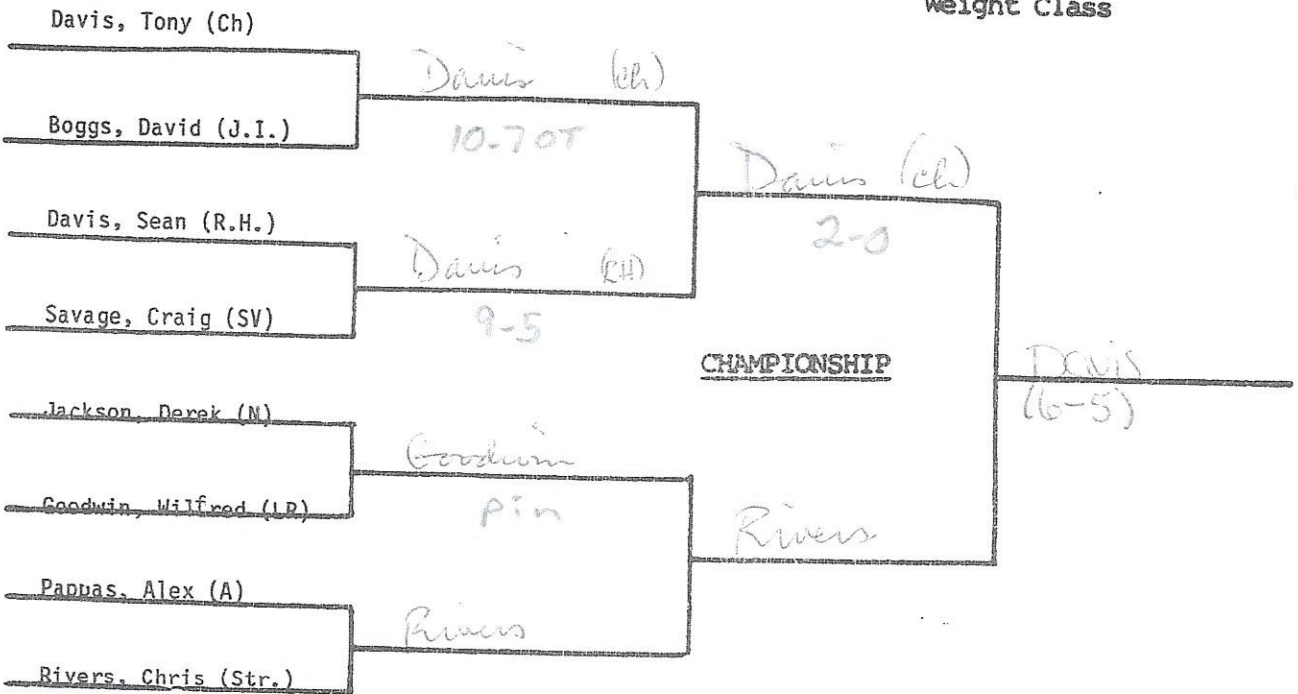 Weight Class
Davis, Tony (Ch)
Davis (Ch)
Boggs, David (J.I.)
10-7 OT
Davis (Ch)
2-0
Davis, Sean (R.H.)
Davis (RH)
Savage, Craig (SV)
9-5
CHAMPIONSHIP
Davis
(6-5)
Jackson, Derek (N)
Goodwin
Goodwin, Wilfred (LR)
pin
Rivers
Pappas, Alex (A)
Rivers
Rivers, Chris (Str.)